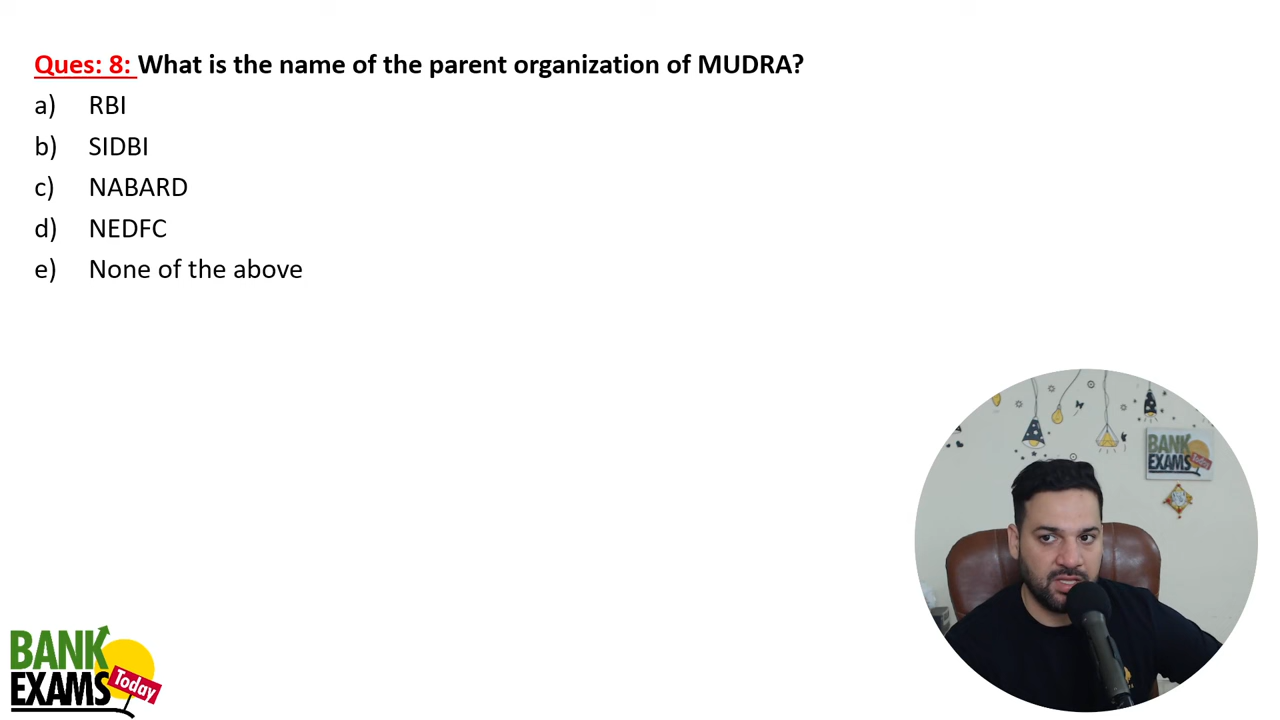 Ques: 8: What is the name of the parent organization of MUDRA?
a) RBI
b) SIDBI
c) NABARD
d) NEDFC
e) None of the above
BANK
EXAMS
Today
BANK
EXAMS
Today